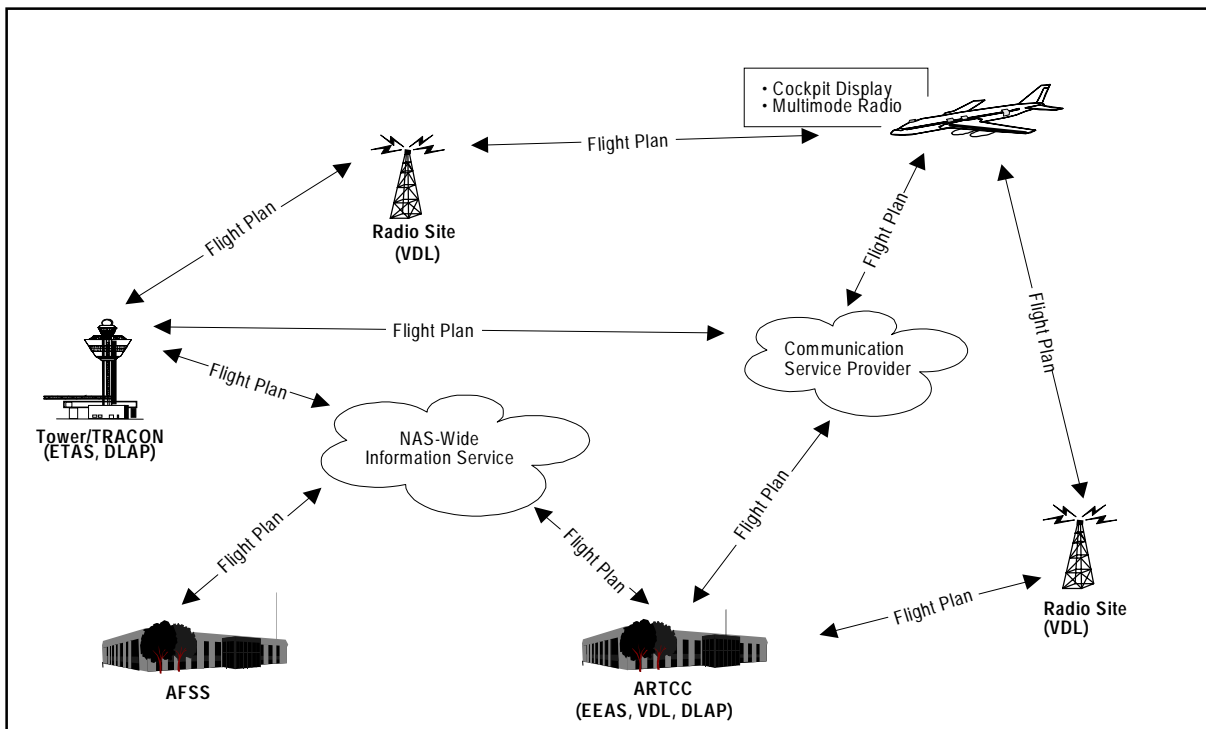 • Cockpit Display
• Multimode Radio
Flight Plan
Radio Site
(VDL)
Flight Plan
Flight Plan
Flight Plan
Flight Plan
Communication
Service Provider
Flight Plan
Tower/TRACON
(ETAS, DLAP)
NAS-Wide
Information Service
Flight Plan
Flight Plan
Flight Plan
Flight Plan
Radio Site
(VDL)
AFSS
ARTCC
(EEAS, VDL, DLAP)